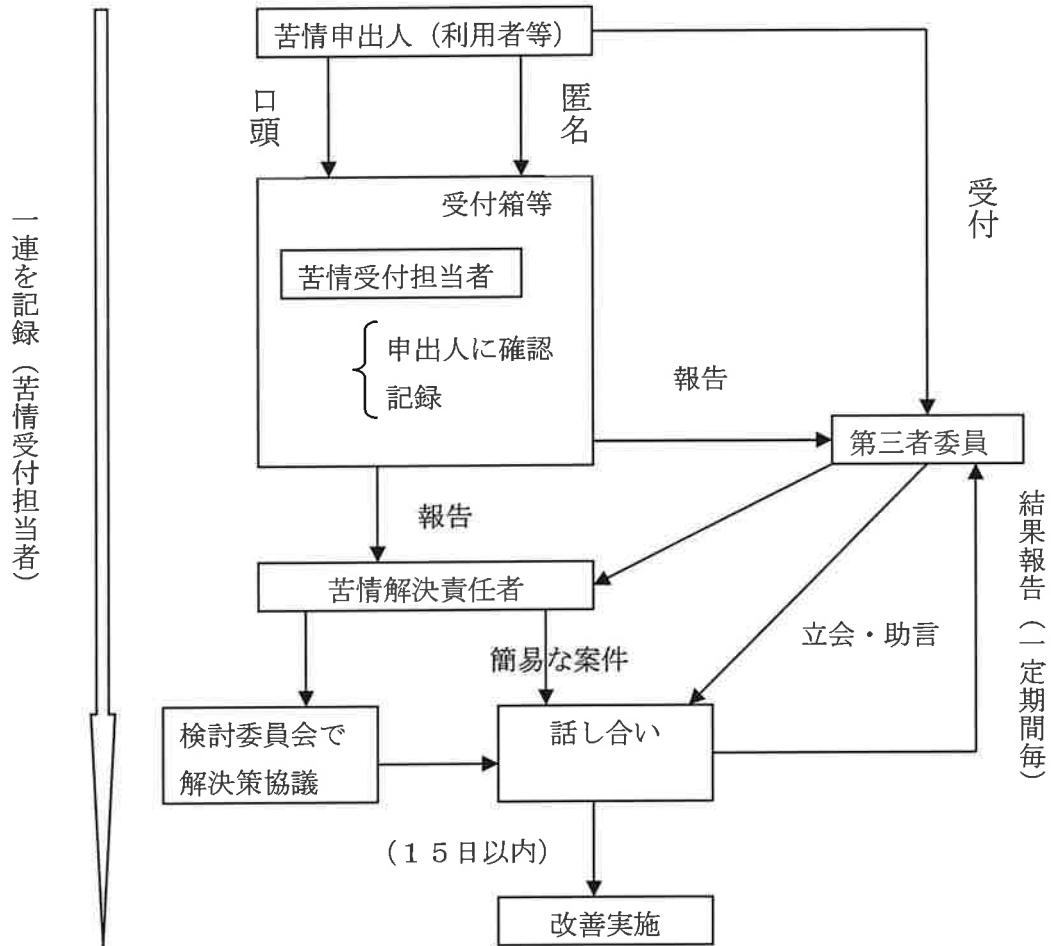 苦情申出人（利用者等）
口頭
匿名
受付
受付箱等
苦情受付担当者
申出人に確認
記録
報告
第三者委員
報告
苦情解決責任者
簡易な案件
立会・助言
検討委員会で
解決策協議
話し合い
結果報告（一定期間毎）
（１５日以内）
改善実施
一連を記録（苦情受付担当者）